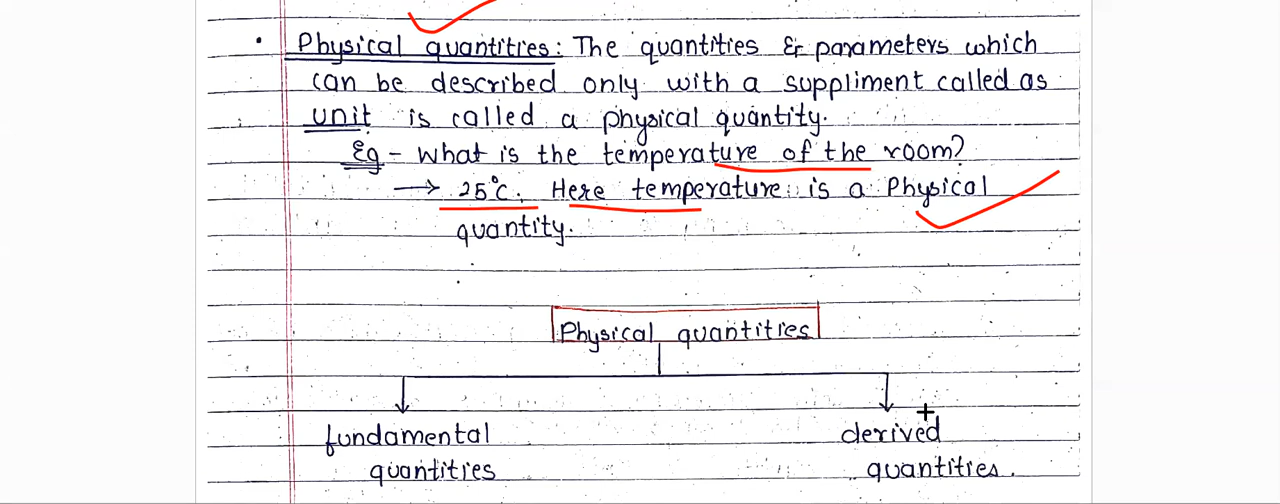 • Physical quantities: The quantities & parameters which
can be described only with a suppliment called as
unit is called a physical quantity.
Eg - What is the temperature of the room?
→ 25°C. Here temperature is a Physical
quantity.
Physical quantities
fundamental quantities
derived quantities.